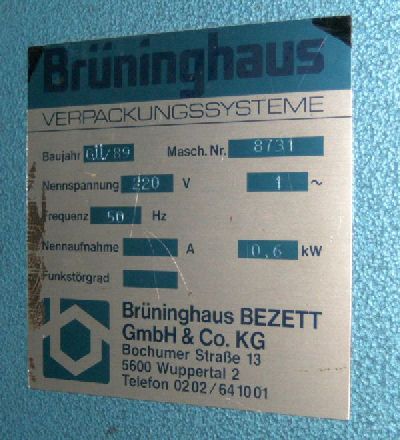 Brüninghaus
VERPACKUNGSSYSTEME
Baujahr GÜ/89 Masch. Nr. 8731
Nennspannung 220 V 1 ~
Frequenz 50 Hz
Nennaufnahme A 0,6 kW
Funkstörgrad
Brüninghaus BEZETT
GmbH & Co. KG
Bochumer Straße 13
5600 Wuppertal 2
Telefon 0202/641001